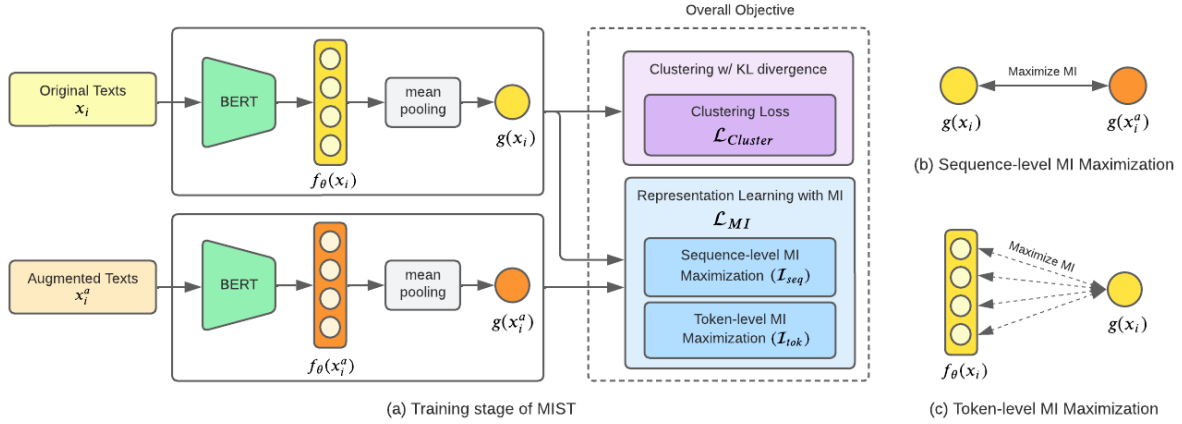 Overall Objective
Original Texts
x_i
BERT
f_θ(x_i)
mean
pooling
g(x_i)
Augmented Texts
x_i^a
BERT
f_θ(x_i^a)
mean
pooling
g(x_i^a)
Clustering w/ KL divergence
Clustering Loss
ℒ_Cluster
Representation Learning with MI
ℒ_MI
Sequence-level MI
Maximization (ℐ_seq)
Token-level MI
Maximization (ℐ_tok)
(a) Training stage of MIST
Maximize MI
g(x_i)
g(x_i^a)
(b) Sequence-level MI Maximization
Maximize MI
g(x_i)
f_θ(x_i)
(c) Token-level MI Maximization